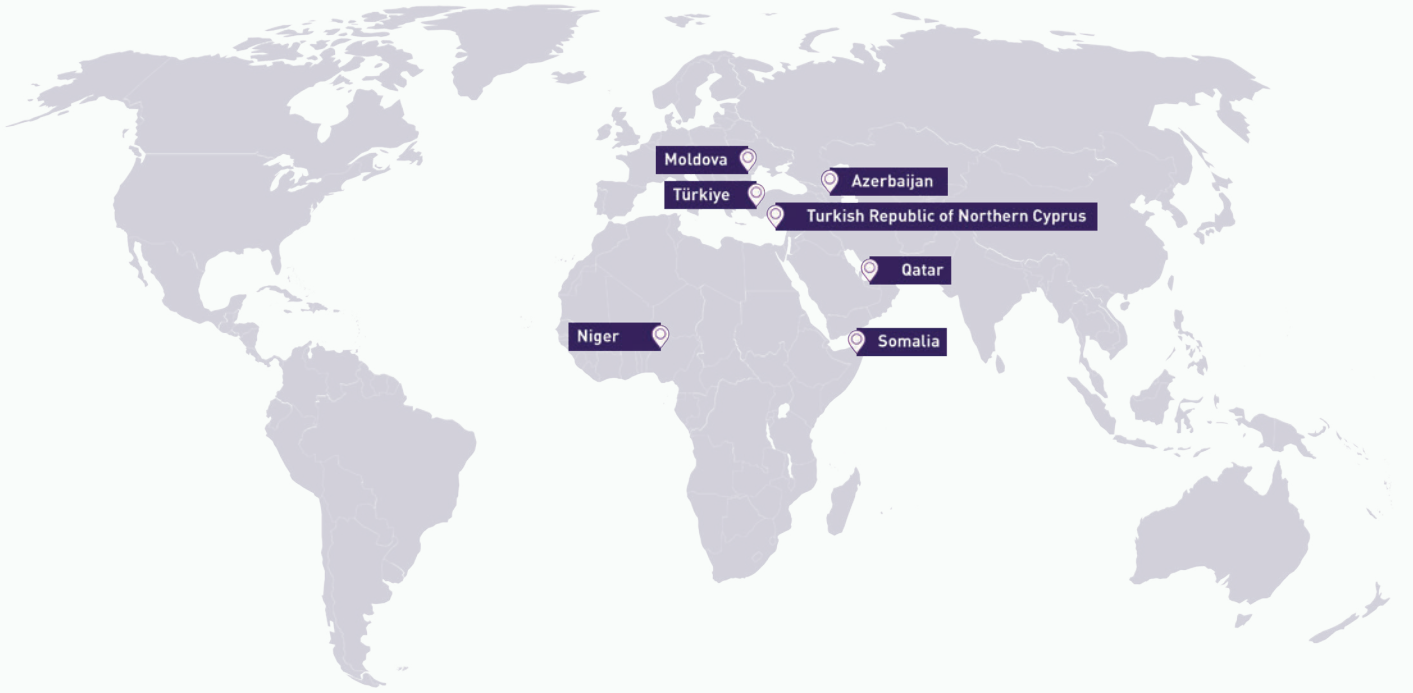 Moldova
Azerbaijan
Türkiye
Turkish Republic of Northern Cyprus
Qatar
Niger
Somalia